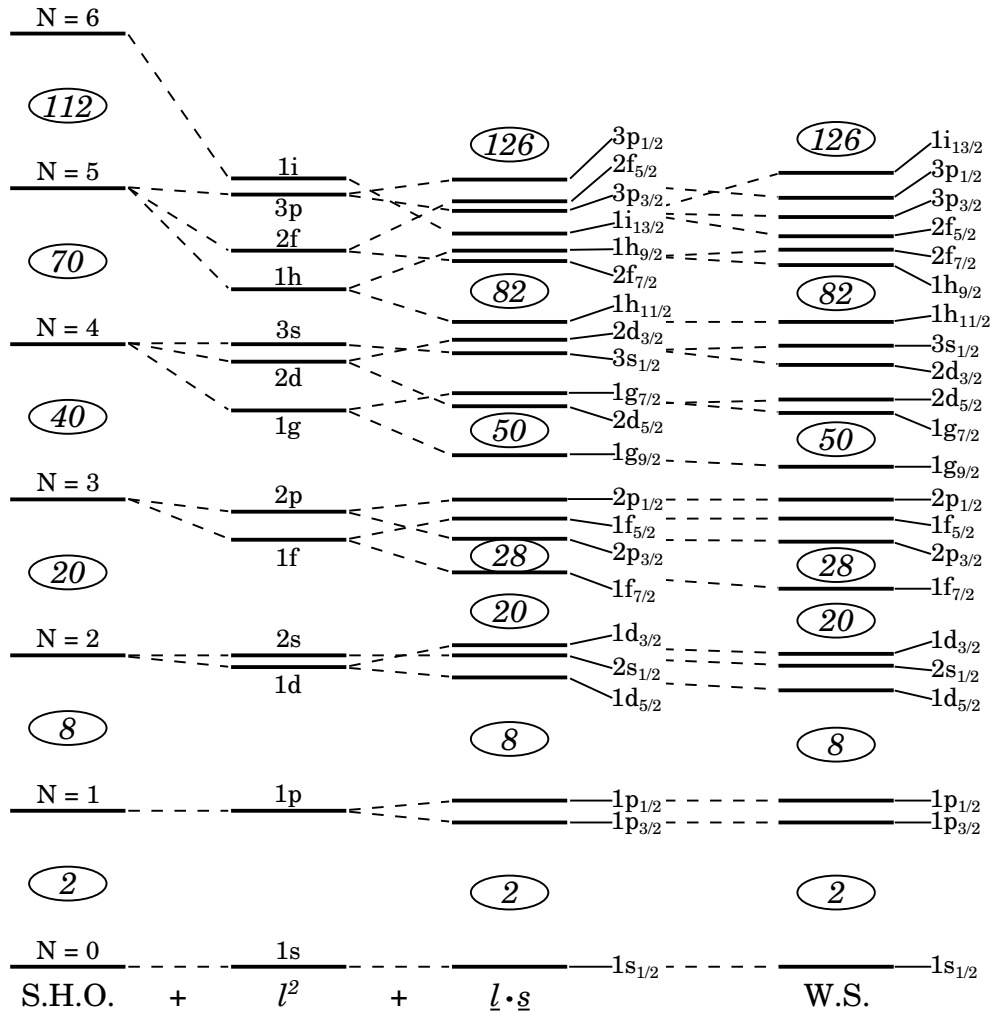 N = 6
112
N = 5
70
N = 4
40
N = 3
20
N = 2
8
N = 1
2
N = 0
S.H.O.
+
1i
3p
2f
1h
3s
2d
1g
2p
1f
2s
1d
1p
1s
l²
+
126
3p1/2
2f5/2
3p3/2
1i13/2
1h9/2
2f7/2
82
1h11/2
2d3/2
3s1/2
1g7/2
2d5/2
50
1g9/2
2p1/2
1f5/2
2p3/2
28
1f7/2
20
1d3/2
2s1/2
1d5/2
8
1p1/2
1p3/2
2
1s1/2
l·s
126
1i13/2
3p1/2
3p3/2
2f5/2
2f7/2
1h9/2
82
1h11/2
3s1/2
2d3/2
2d5/2
1g7/2
50
1g9/2
2p1/2
1f5/2
2p3/2
28
1f7/2
20
1d3/2
2s1/2
1d5/2
8
1p1/2
1p3/2
2
1s1/2
W.S.